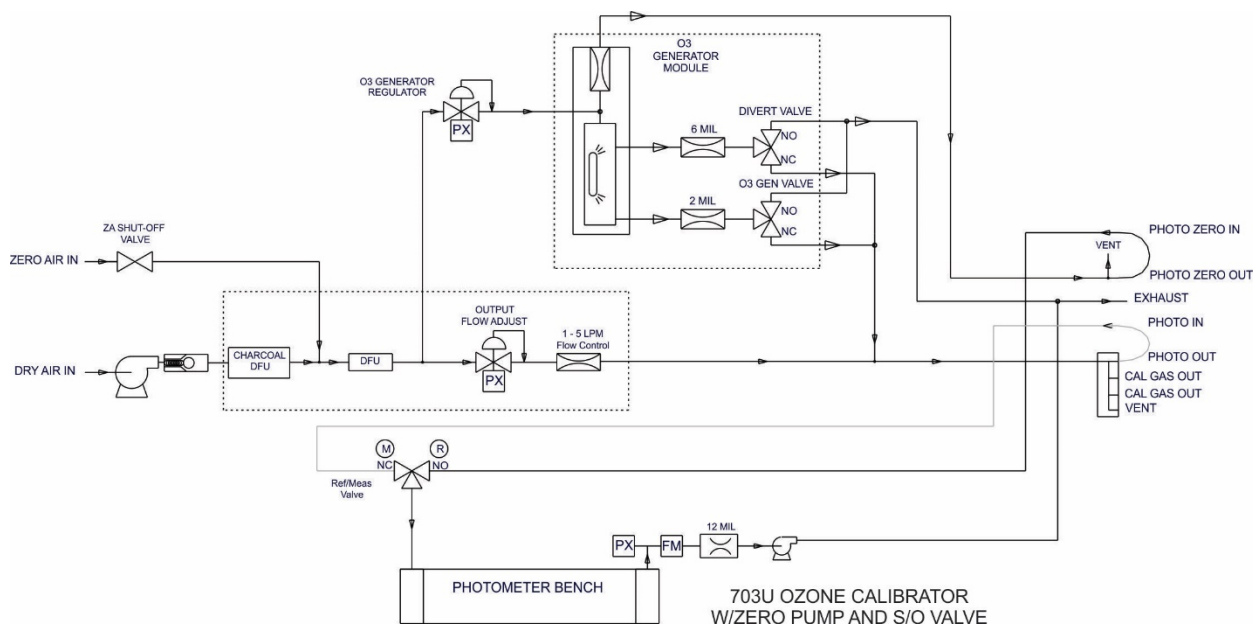 O3
GENERATOR
MODULE
O3 GENERATOR
REGULATOR
PX
DIVERT VALVE
6 MIL
NO
NC
O3 GEN VALVE
2 MIL
NO
NC
ZA SHUT-OFF
VALVE
ZERO AIR IN
PHOTO ZERO IN
VENT
PHOTO ZERO OUT
EXHAUST
OUTPUT
FLOW ADJUST
1 - 5 LPM
Flow Control
PHOTO IN
CHARCOAL
DFU
DFU
PX
DRY AIR IN
PHOTO OUT
CAL GAS OUT
CAL GAS OUT
VENT
M
R
NC
NO
Ref/Meas
Valve
12 MIL
PX
FM
PHOTOMETER BENCH
703U OZONE CALIBRATOR
W/ZERO PUMP AND S/O VALVE